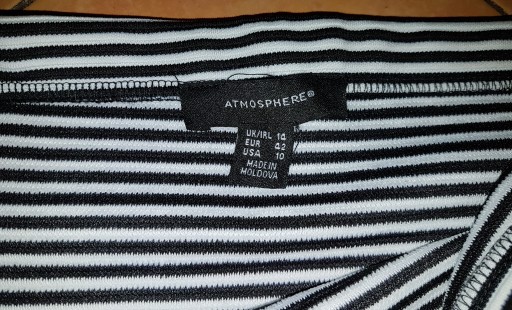 ATMOSPHERE®
UK/IRL 14
EUR 42
USA 10
MADE IN
MOLDOVA